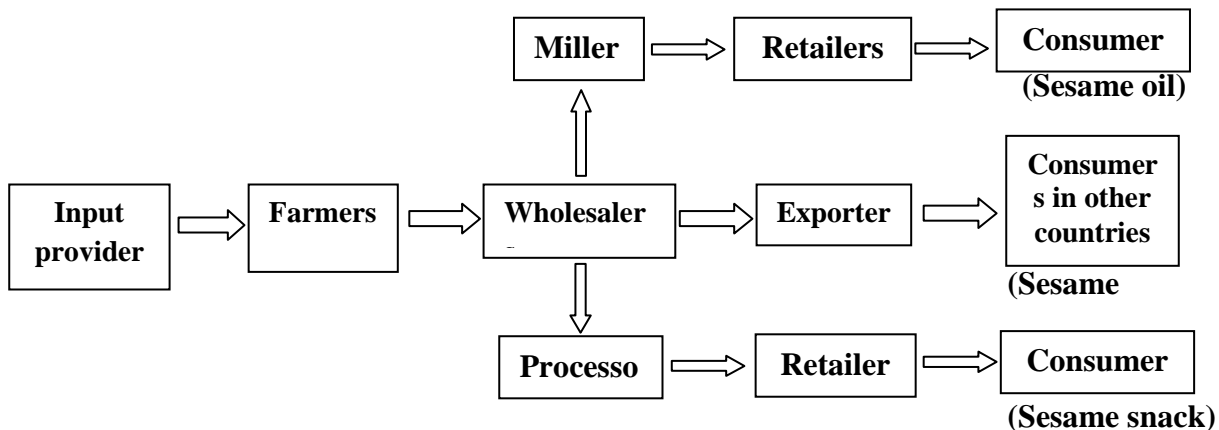 Miller
Retailers
Consumer
(Sesame oil)
Input
provider
Farmers
Wholesaler
Exporter
Consumer
s in other
countries
(Sesame
Processo
Retailer
Consumer
(Sesame snack)